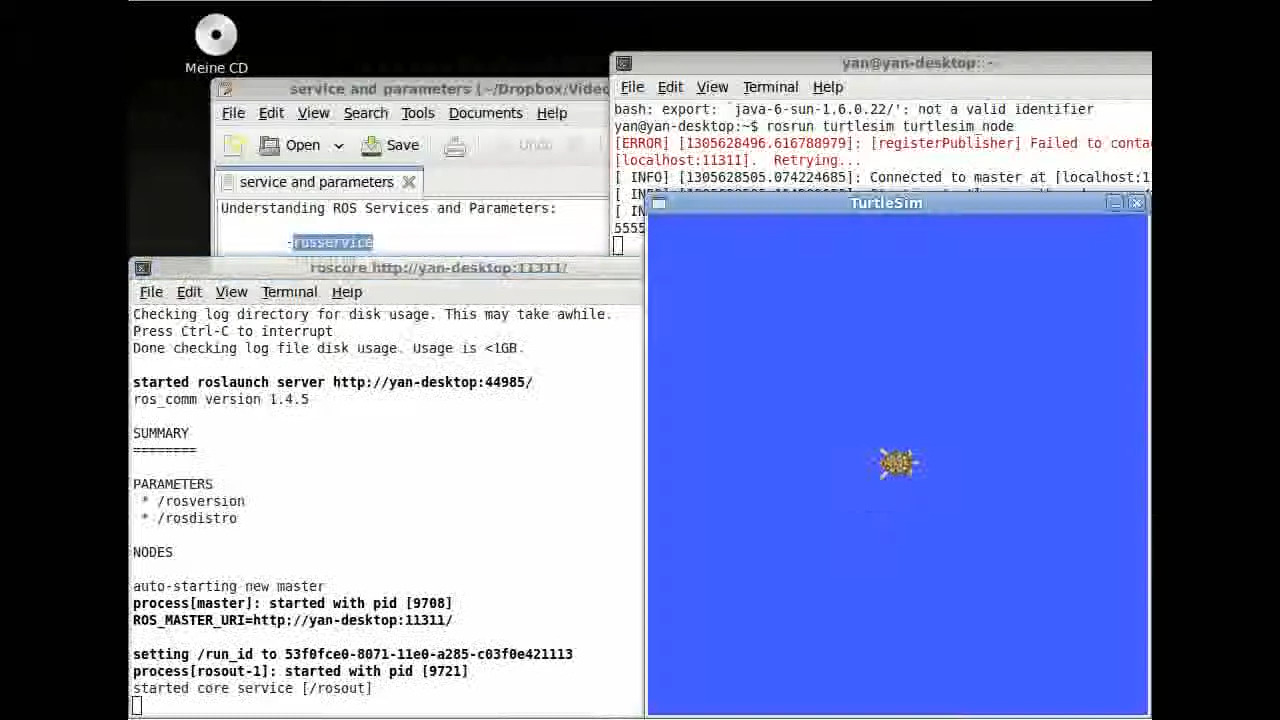 Meine CD
service and parameters (~/Dropbox/Video
File Edit View Search Tools Documents Help
Open Save Undo
service and parameters
Understanding ROS Services and Parameters:
-rosservice
yan@yan-desktop: ~
File Edit View Terminal Help
bash: export: `java-6-sun-1.6.0.22/': not a valid identifier
yan@yan-desktop:~$ rosrun turtlesim turtlesim_node
[ERROR] [1305628496.616788979]: [registerPublisher] Failed to conta
[localhost:11311]. Retrying...
[ INFO] [1305628505.074224685]: Connected to master at [localhost:1
[ IN
5555
TurtleSim
roscore http://yan-desktop:11311/
File Edit View Terminal Help
Checking log directory for disk usage. This may take awhile.
Press Ctrl-C to interrupt
Done checking log file disk usage. Usage is <1GB.
started roslaunch server http://yan-desktop:44985/
ros_comm version 1.4.5
SUMMARY
========
PARAMETERS
* /rosversion
* /rosdistro
NODES
auto-starting new master
process[master]: started with pid [9708]
ROS_MASTER_URI=http://yan-desktop:11311/
setting /run_id to 53f0fce0-8071-11e0-a285-c03f0e421113
process[rosout-1]: started with pid [9721]
started core service [/rosout]